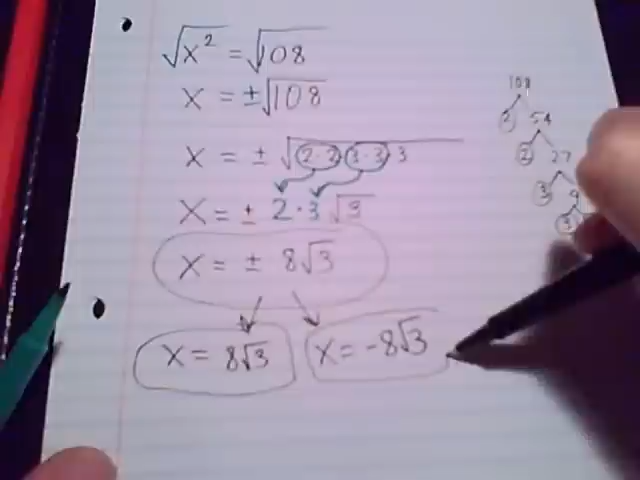 √x² = √108
x = ±√108
x = ± √2·2 3·3 3
x = ± 2·3 √3
x = ± 8√3
x = 8√3 x = -8√3
108
2 54
2 27
3 9
3